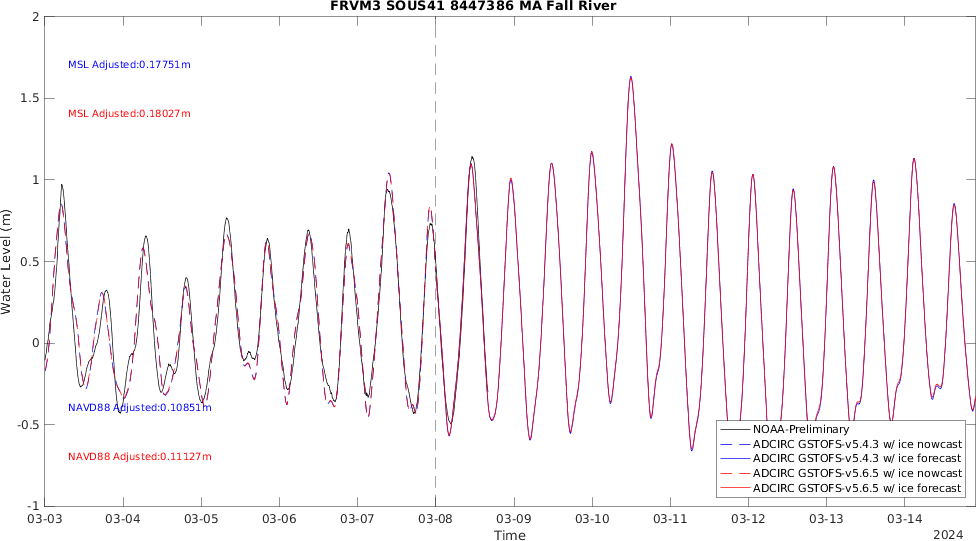 FRVM3 SOUS41 8447386 MA Fall River
2
1.5
1
0.5
0
-0.5
-1
Water Level (m)
MSL Adjusted:0.17751m
MSL Adjusted:0.18027m
NAVD88 Adjusted:0.10851m
NAVD88 Adjusted:0.11127m
NOAA-Preliminary
ADCIRC GSTOFS-v5.4.3 w/ ice nowcast
ADCIRC GSTOFS-v5.4.3 w/ ice forecast
ADCIRC GSTOFS-v5.6.5 w/ ice nowcast
ADCIRC GSTOFS-v5.6.5 w/ ice forecast
03-03 03-04 03-05 03-06 03-07 03-08 03-09 03-10 03-11 03-12 03-13 03-14
Time
2024